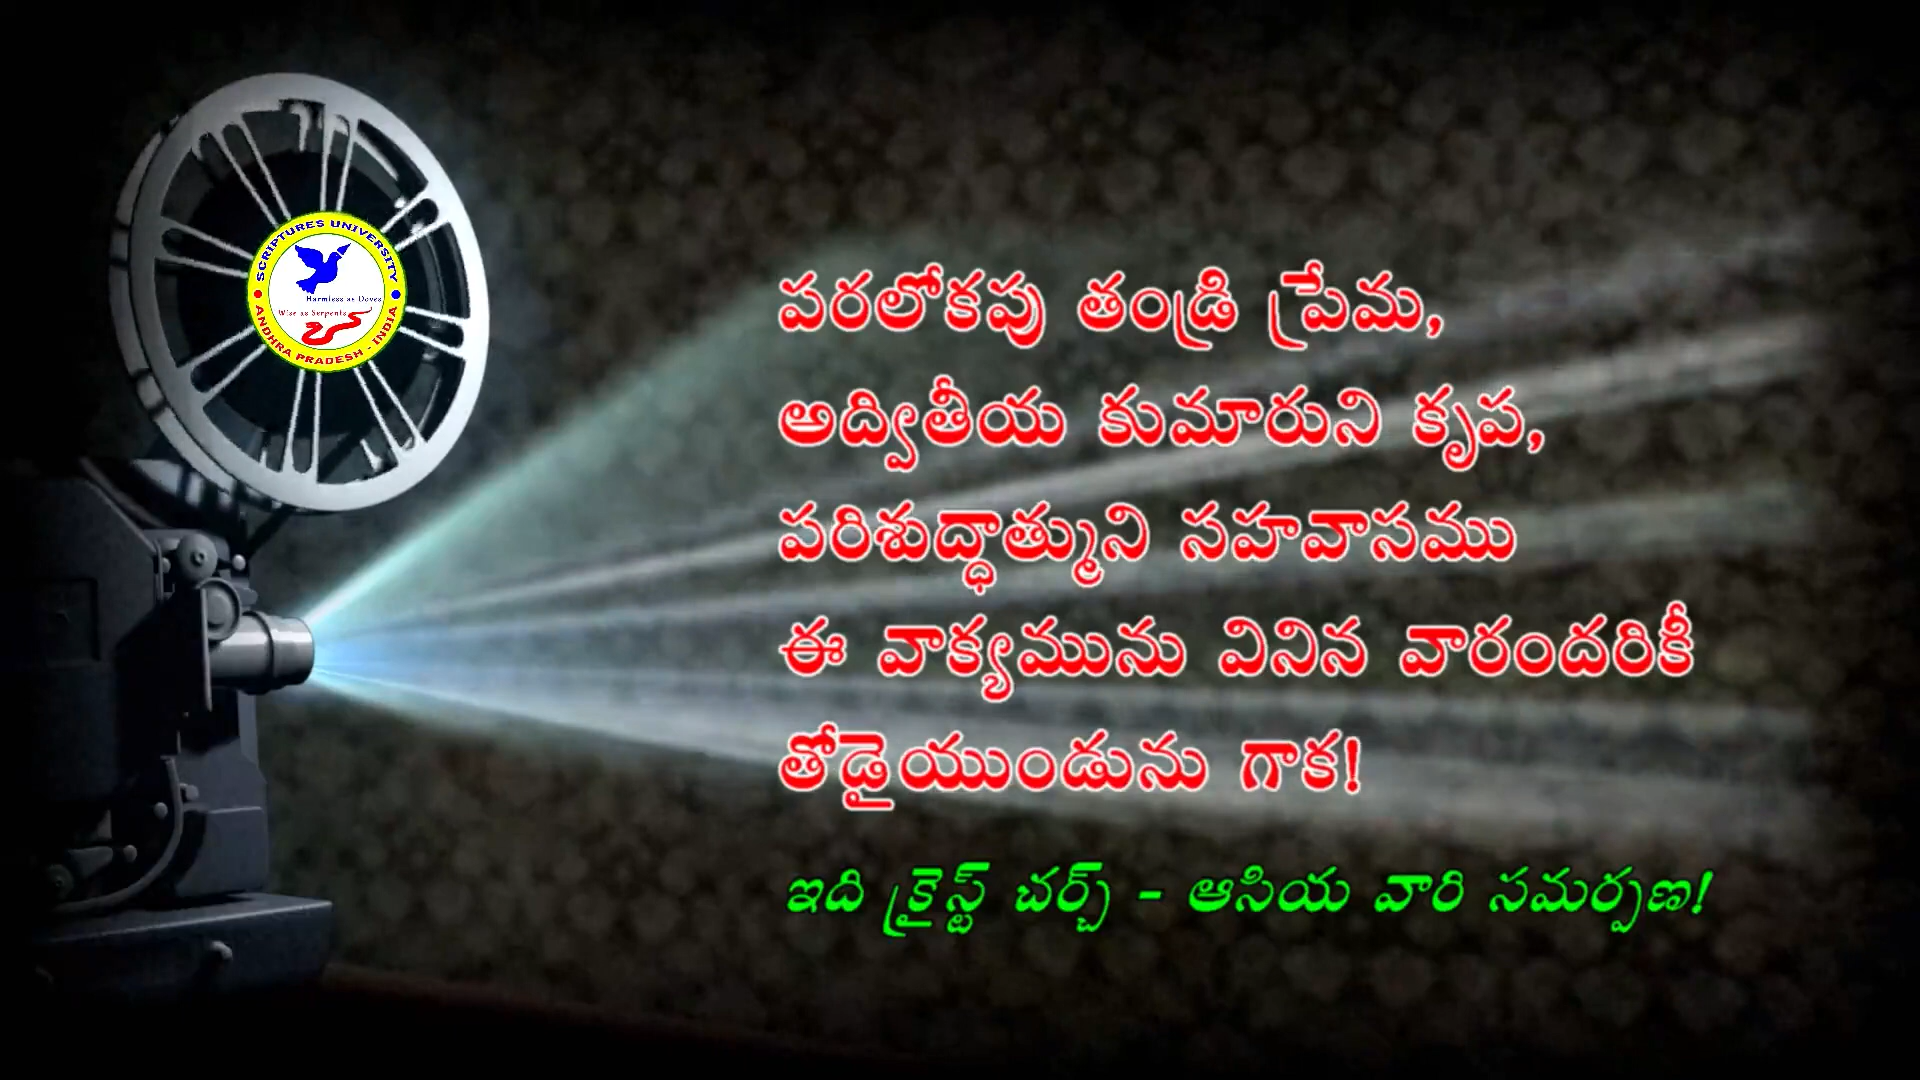 SCRIPTURES UNIVERSITY
Harmless as Doves
Wise as Serpents
ANDHRA PRADESH - INDIA
పరలోకపు తండ్రి ప్రేమ,
అద్వితీయ కుమారుని కృప,
పరిశుద్ధాత్ముని సహవాసము
ఈ వాక్యమును వినిన వారందరికీ
తోడైయుండును గాక!
ఇది క్రైస్ట్ చర్చ్ - ఆసియ వారి సమర్పణ!